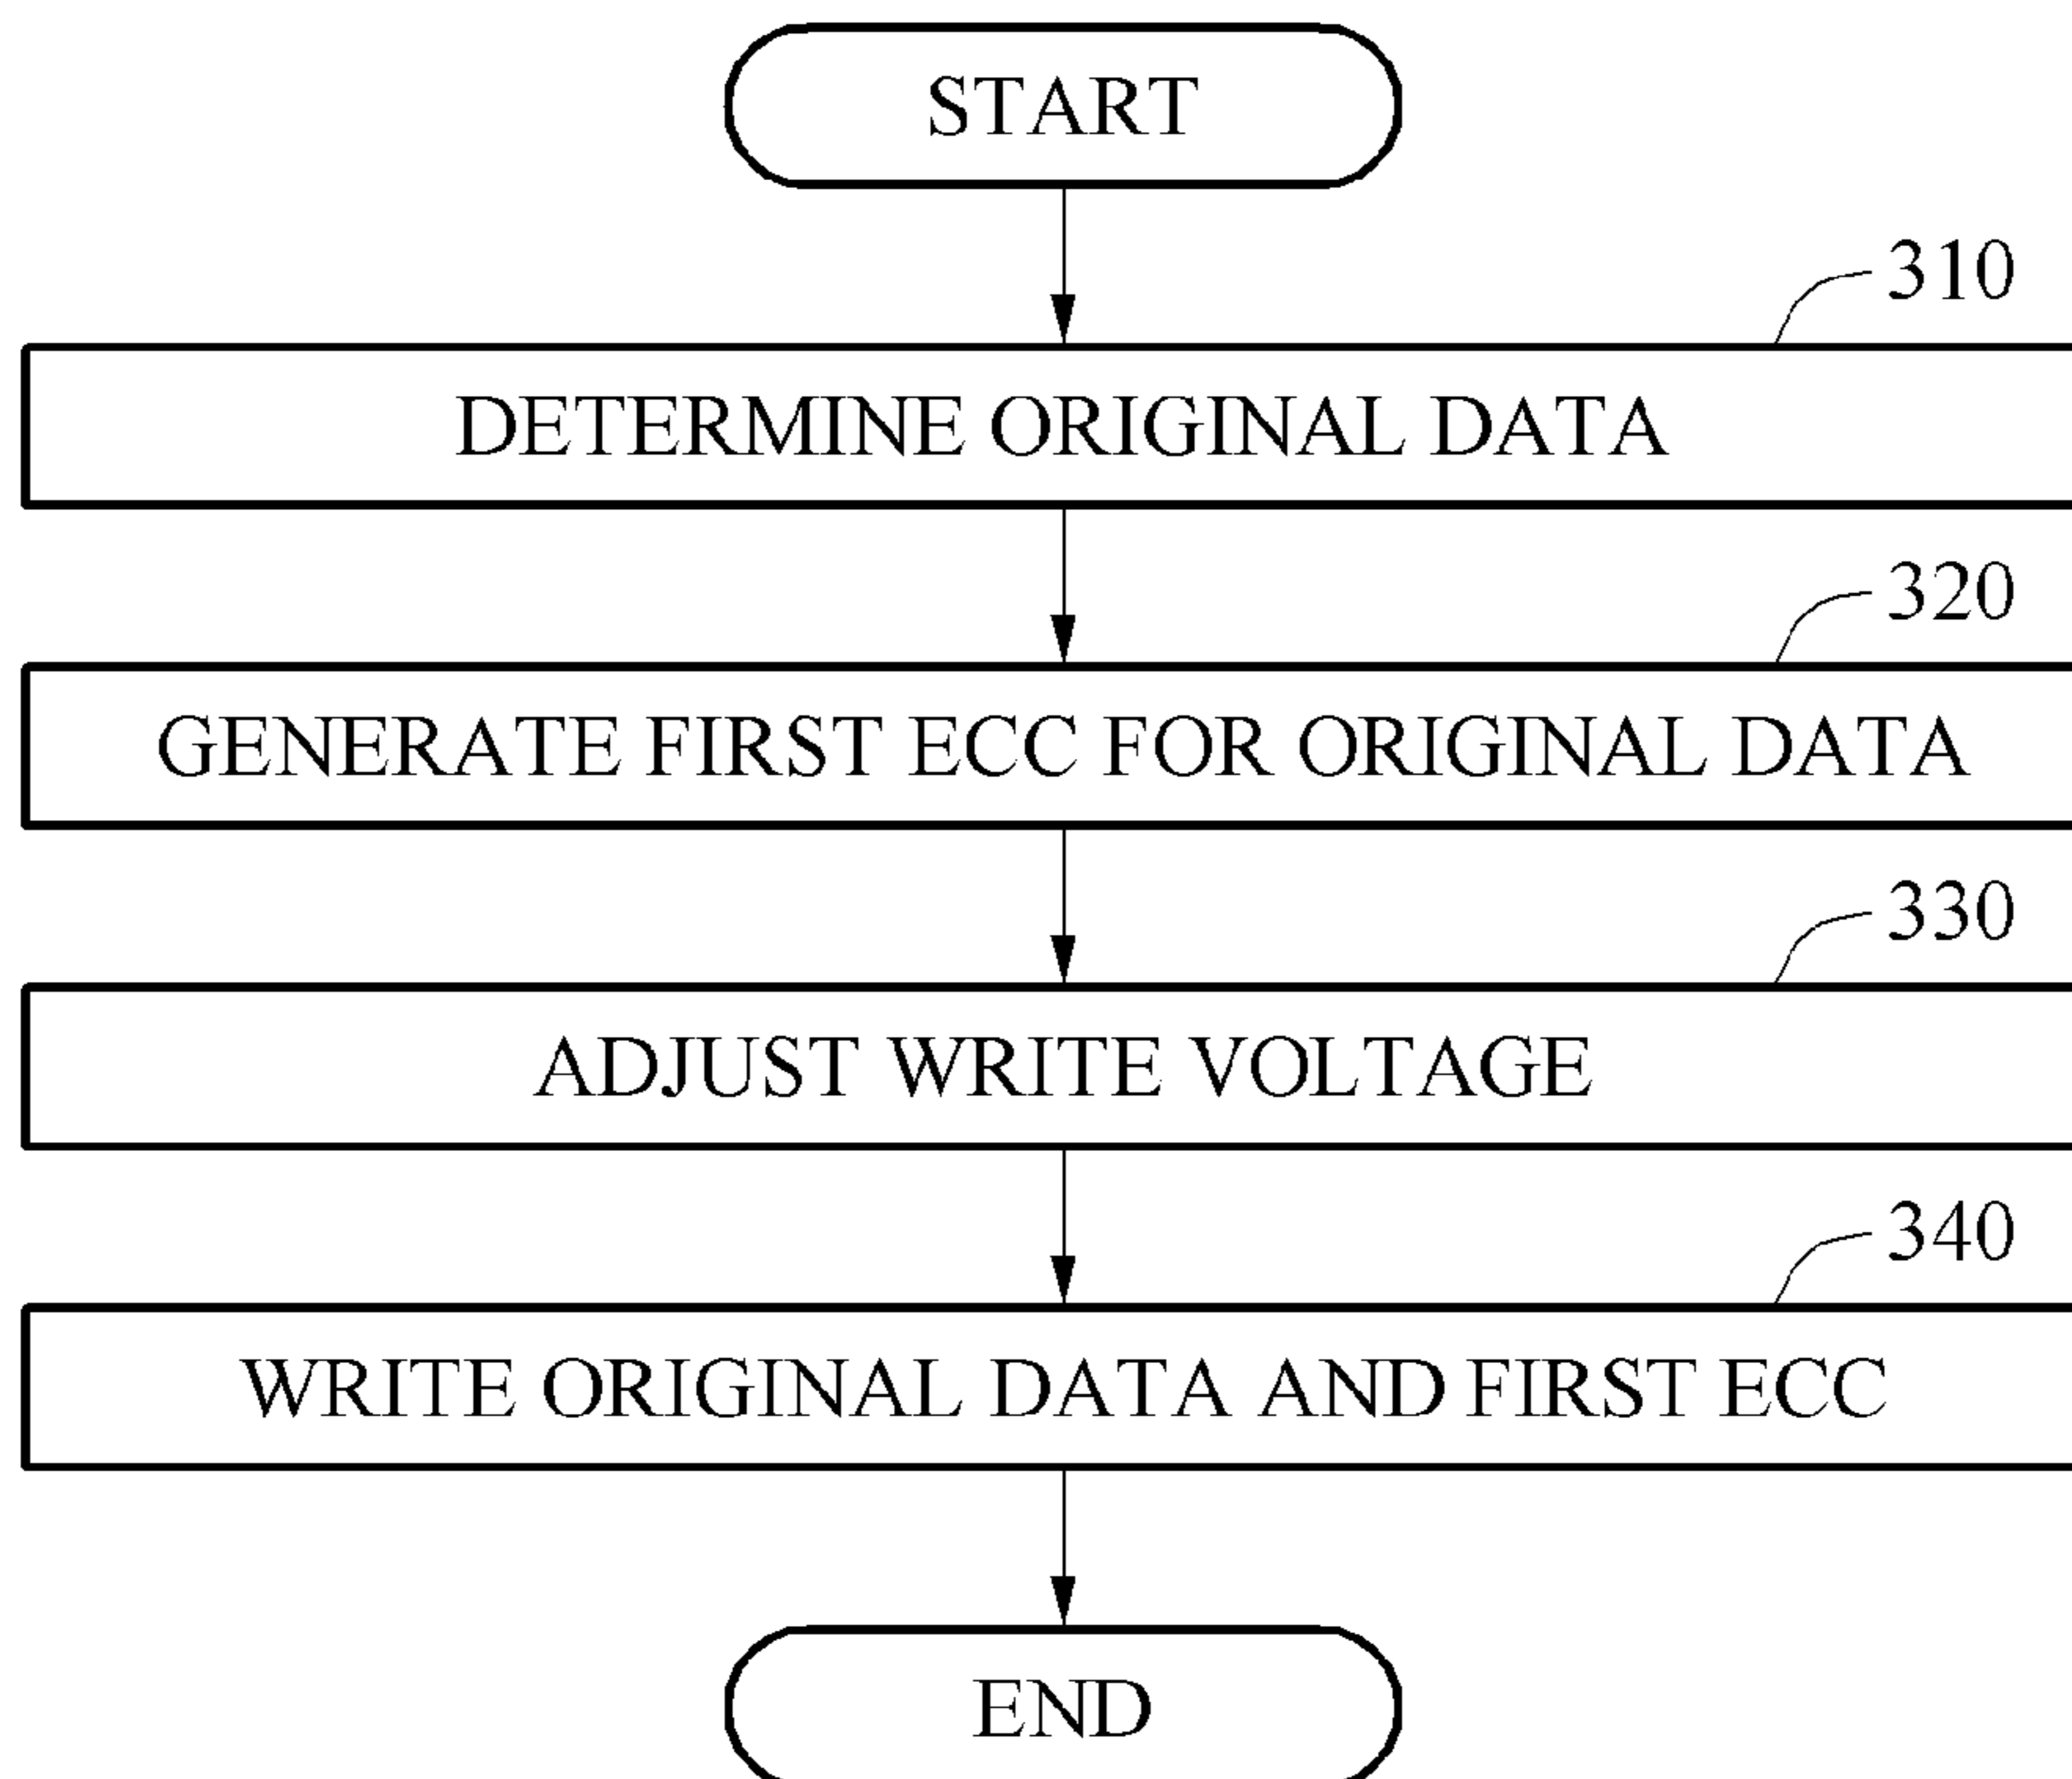 START
310
DETERMINE ORIGINAL DATA
320
GENERATE FIRST ECC FOR ORIGINAL DATA
330
ADJUST WRITE VOLTAGE
340
WRITE ORIGINAL DATA AND FIRST ECC
END